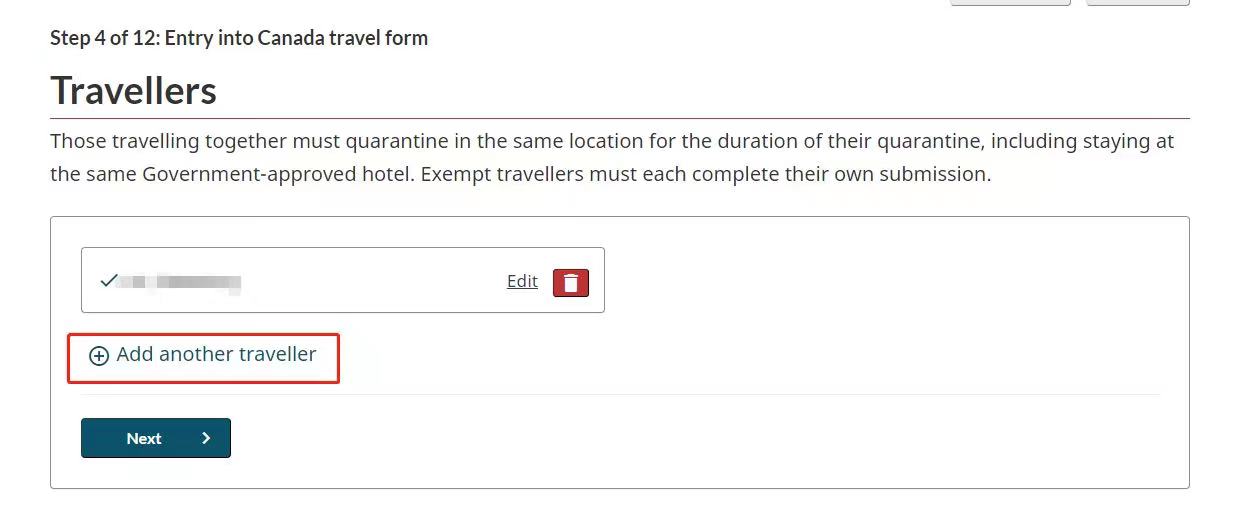 Step 4 of 12: Entry into Canada travel form
Travellers
Those travelling together must quarantine in the same location for the duration of their quarantine, including staying at
the same Government-approved hotel. Exempt travellers must each complete their own submission.
Edit
Add another traveller
Next